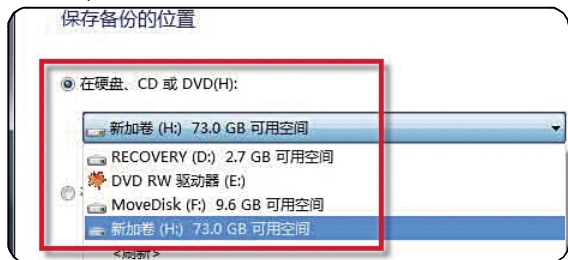 保存备份的位置
在硬盘、CD 或 DVD(H):
新加卷 (H:) 73.0 GB 可用空间
RECOVERY (D:) 2.7 GB 可用空间
DVD RW 驱动器 (E:)
MoveDisk (F:) 9.6 GB 可用空间
新加卷 (H:) 73.0 GB 可用空间
<刷新>